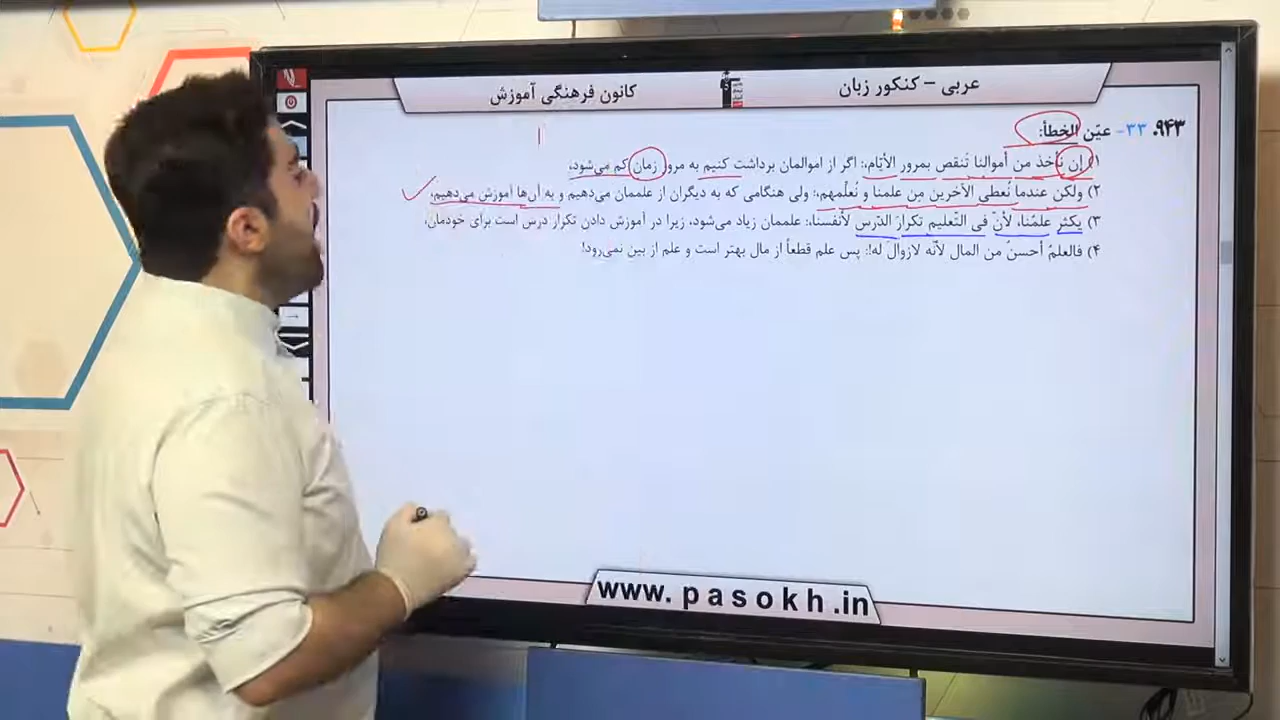 عربی – کنکور زبان
کانون فرهنگی آموزش
۹۴۳. ۳۳- عیّن الخطأ:
۱) إن نأخذ من أموالنا تُنقص بمرور الأیّام،: اگر از اموالمان برداشت کنیم به مرور زمان کم می‌شود،
۲) ولکن عندما نُعطی الآخرین مِن علمنا و نُعلّمهم،: ولی هنگامی که به دیگران از علممان می‌دهیم و به آن‌ها آموزش می‌دهیم،
۳) یکثر علمُنا، لأنّ فی التّعلیم تکرارَ الدّرس لأنفسنا،: علممان زیاد می‌شود، زیرا در آموزش دادن تکرار درس است برای خودمان،
۴) فالعلمُ أحسنُ من المال لأنّه لازوالَ له!: پس علم قطعاً از مال بهتر است و علم از بین نمی‌رود!
www.pasokh.in